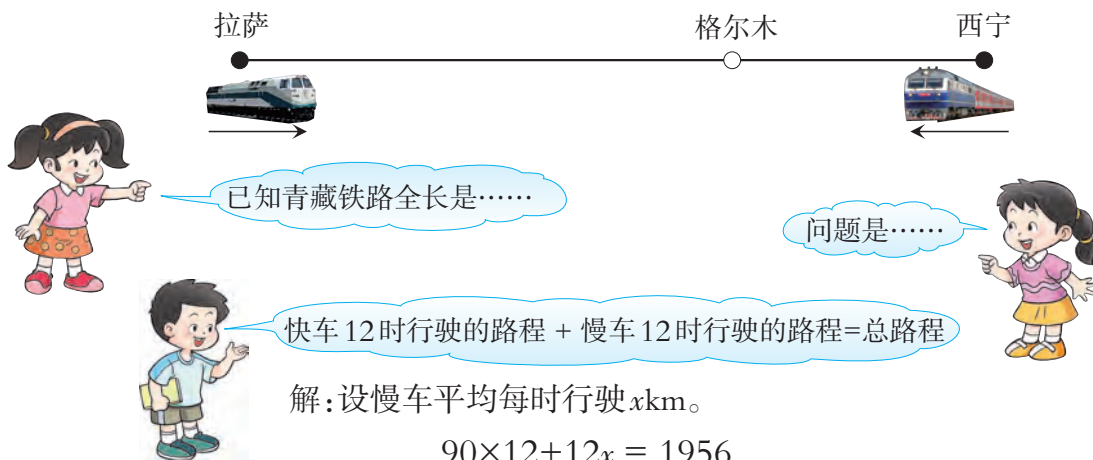 拉萨 格尔木 西宁
已知青藏铁路全长是……
问题是……
快车12时行驶的路程 + 慢车12时行驶的路程=总路程
解:设慢车平均每时行驶xkm。
90×12+12x = 1956